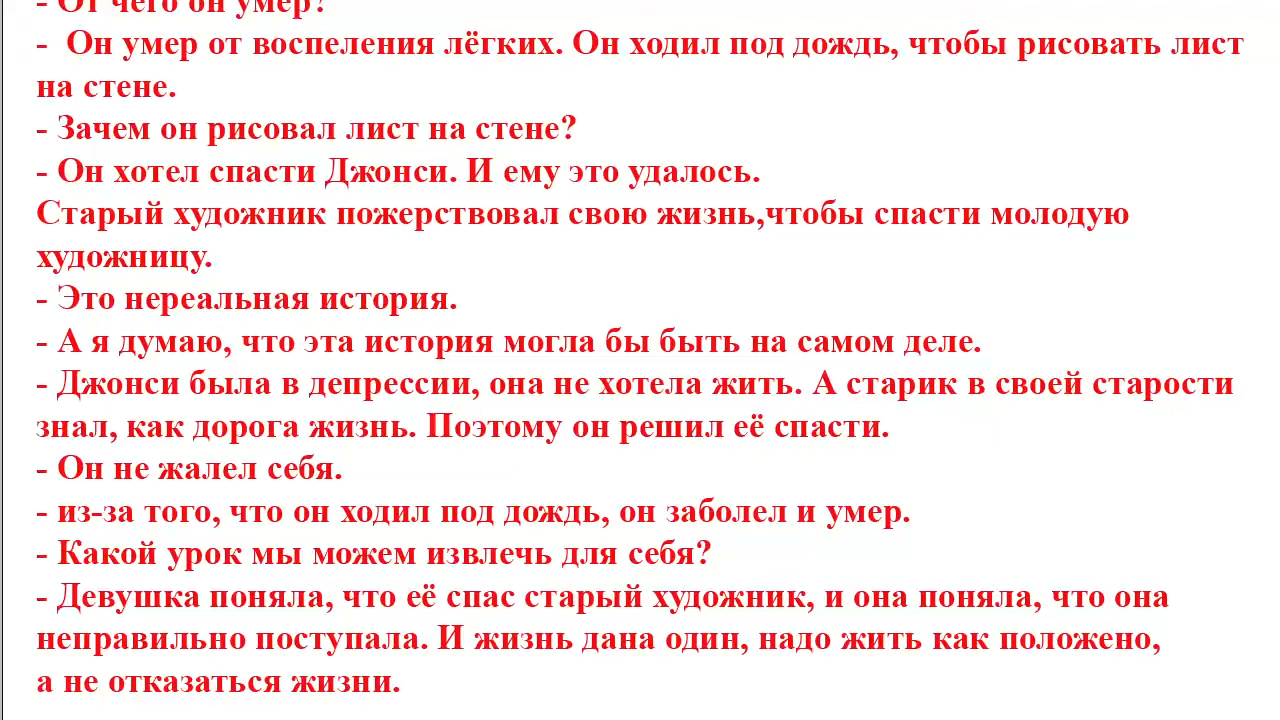 - От чего он умер?
- Он умер от воспеления лёгких. Он ходил под дождь, чтобы рисовать лист
на стене.
- Зачем он рисовал лист на стене?
- Он хотел спасти Джонси. И ему это удалось.
Старый художник пожерствовал свою жизнь,чтобы спасти молодую
художницу.
- Это нереальная история.
- А я думаю, что эта история могла бы быть на самом деле.
- Джонси была в депрессии, она не хотела жить. А старик в своей старости
знал, как дорога жизнь. Поэтому он решил её спасти.
- Он не жалел себя.
- из-за того, что он ходил под дождь, он заболел и умер.
- Какой урок мы можем извлечь для себя?
- Девушка поняла, что её спас старый художник, и она поняла, что она
неправильно поступала. И жизнь дана один, надо жить как положено,
а не отказаться жизни.